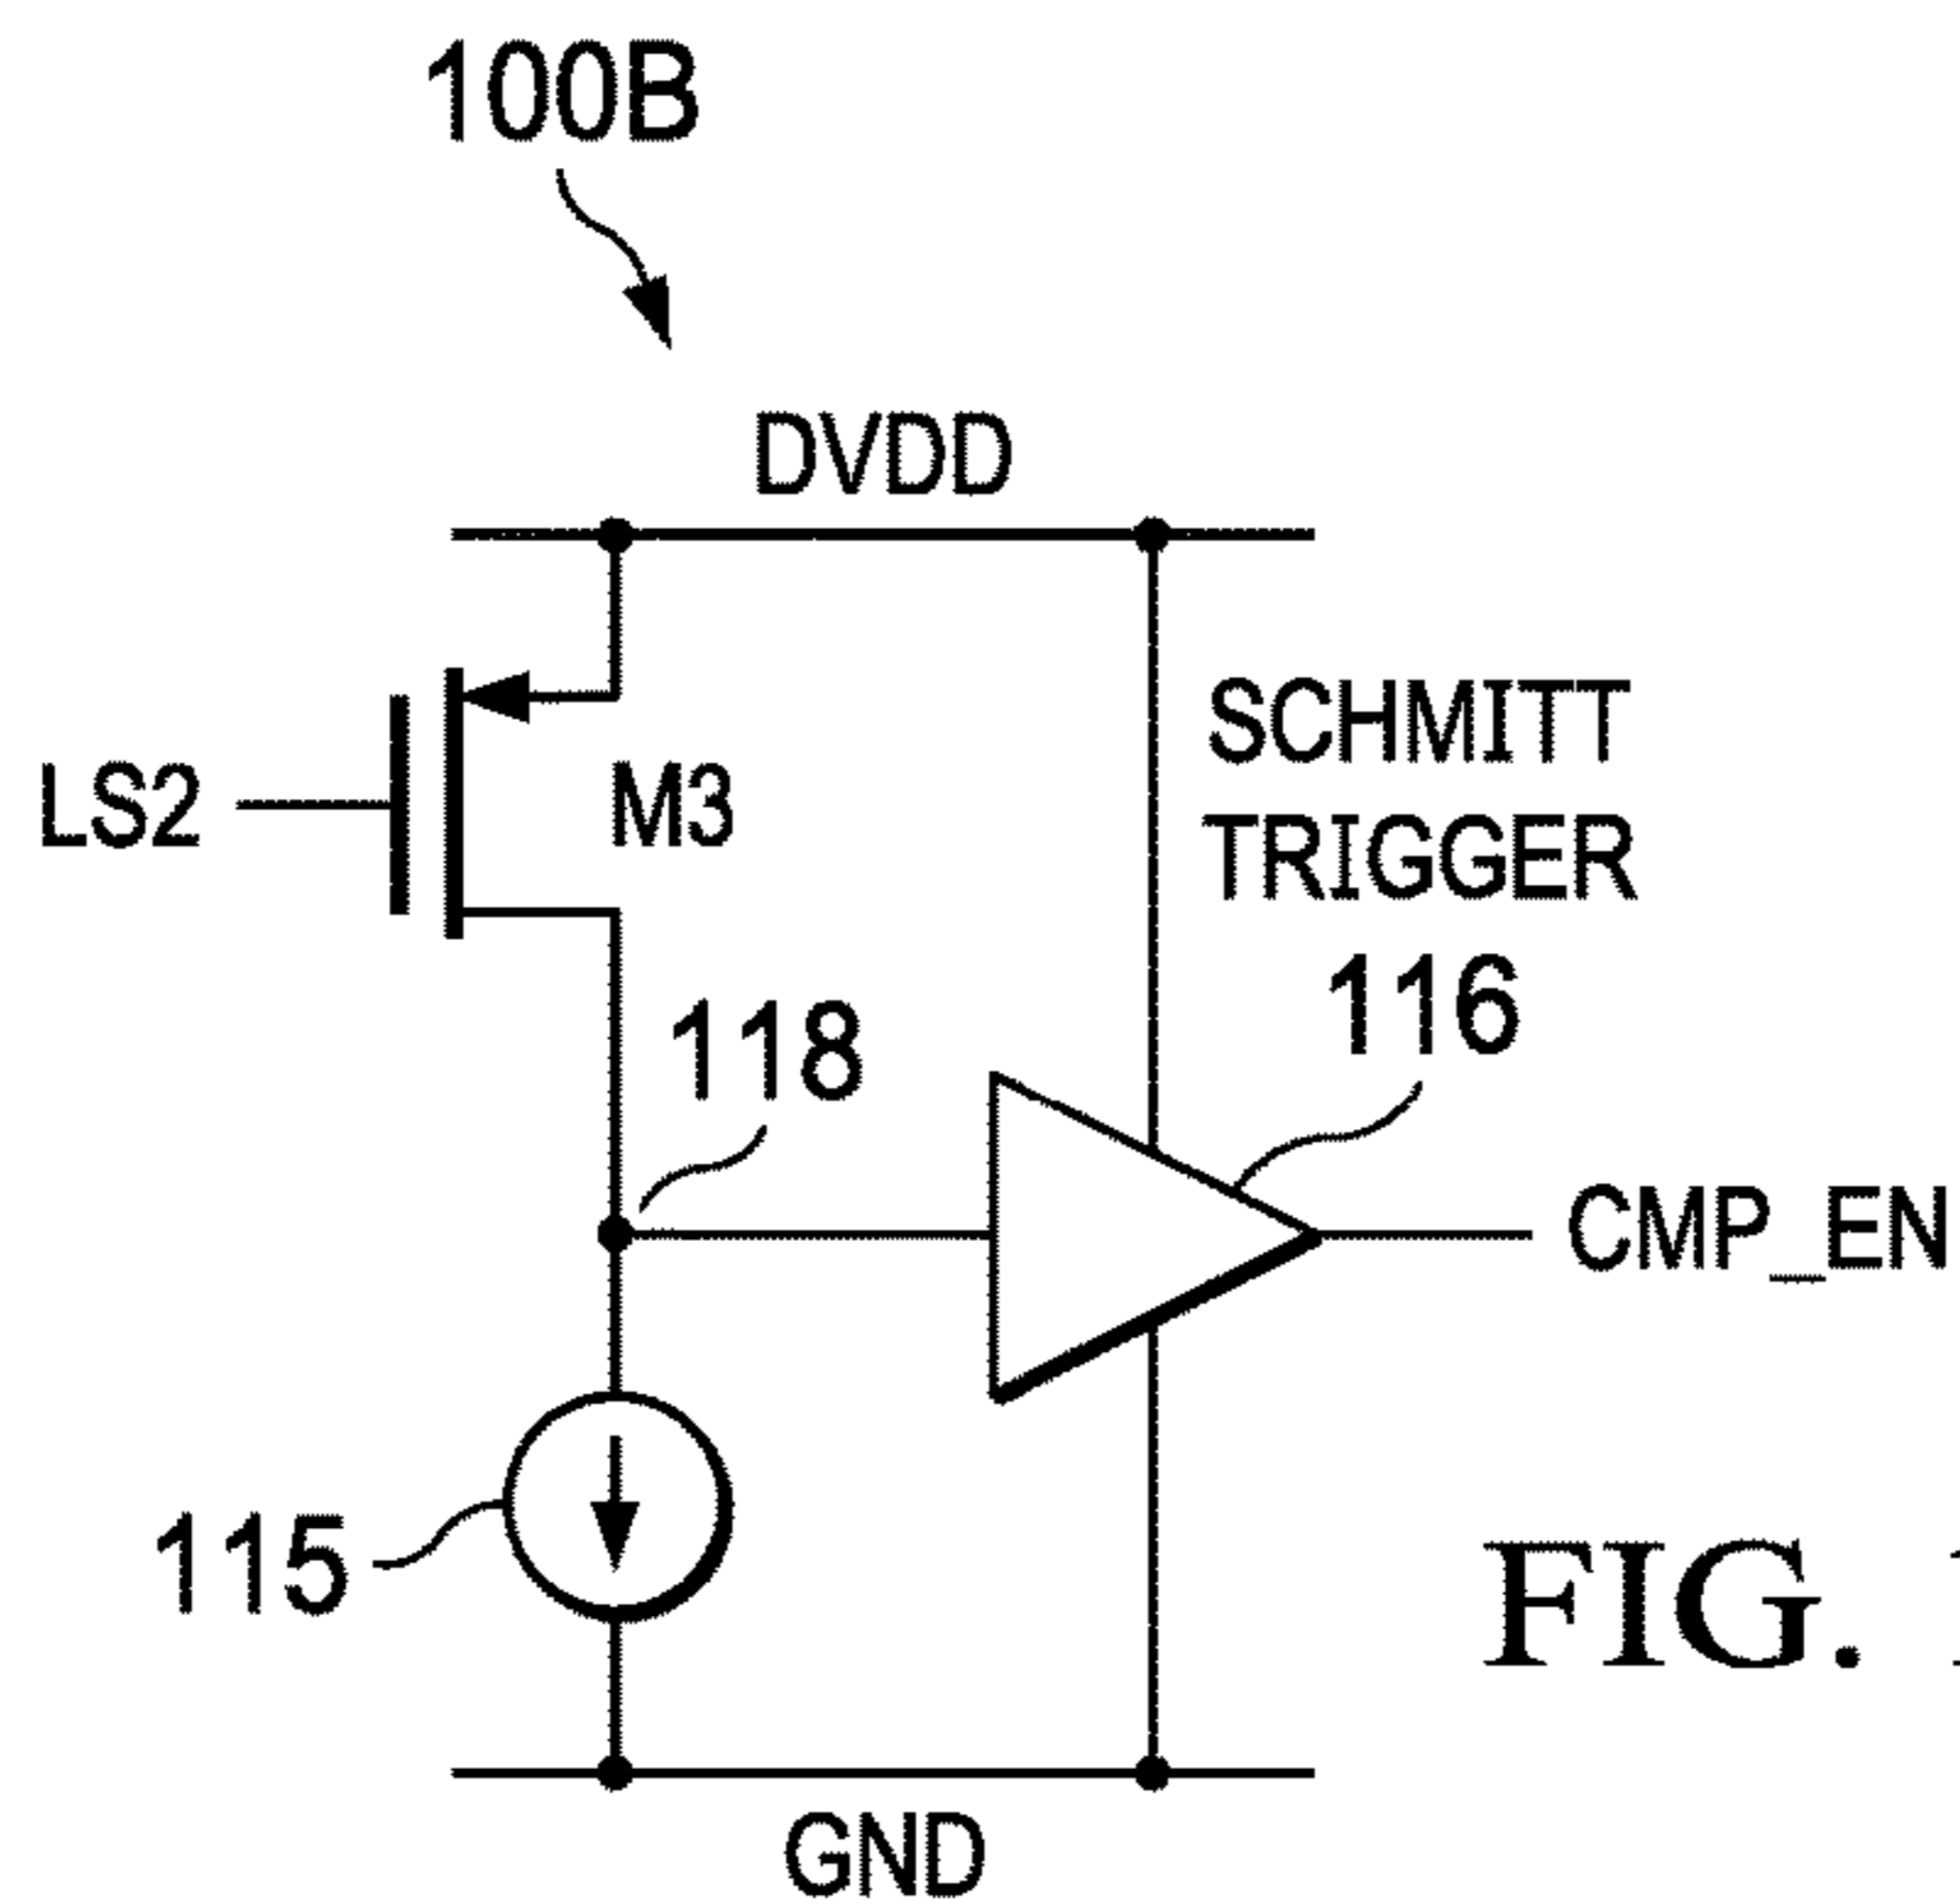 100B
DVDD
LS2
M3
SCHMITT
TRIGGER
118
116
CMP_EN
115
FIG.
GND